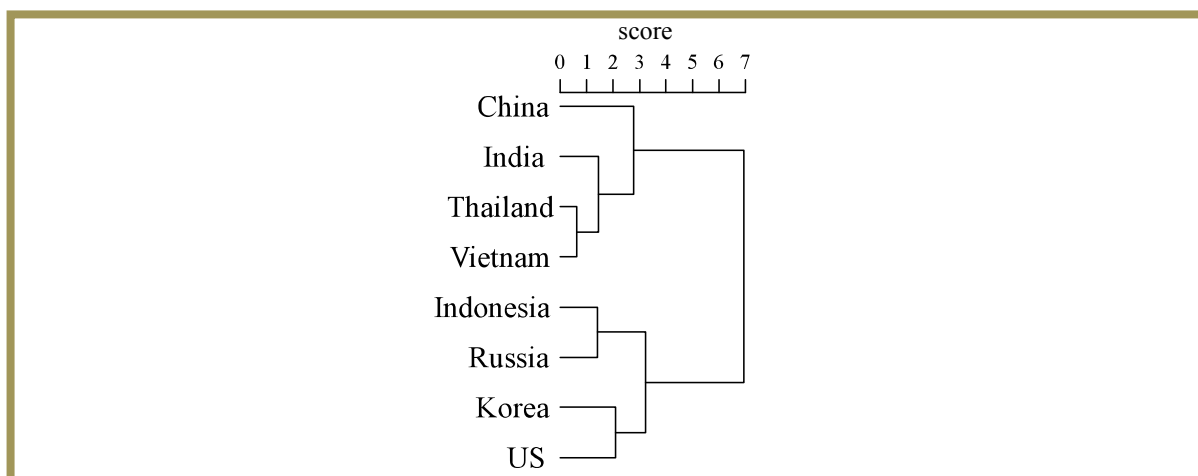 score
0 1 2 3 4 5 6 7
China
India
Thailand
Vietnam
Indonesia
Russia
Korea
US